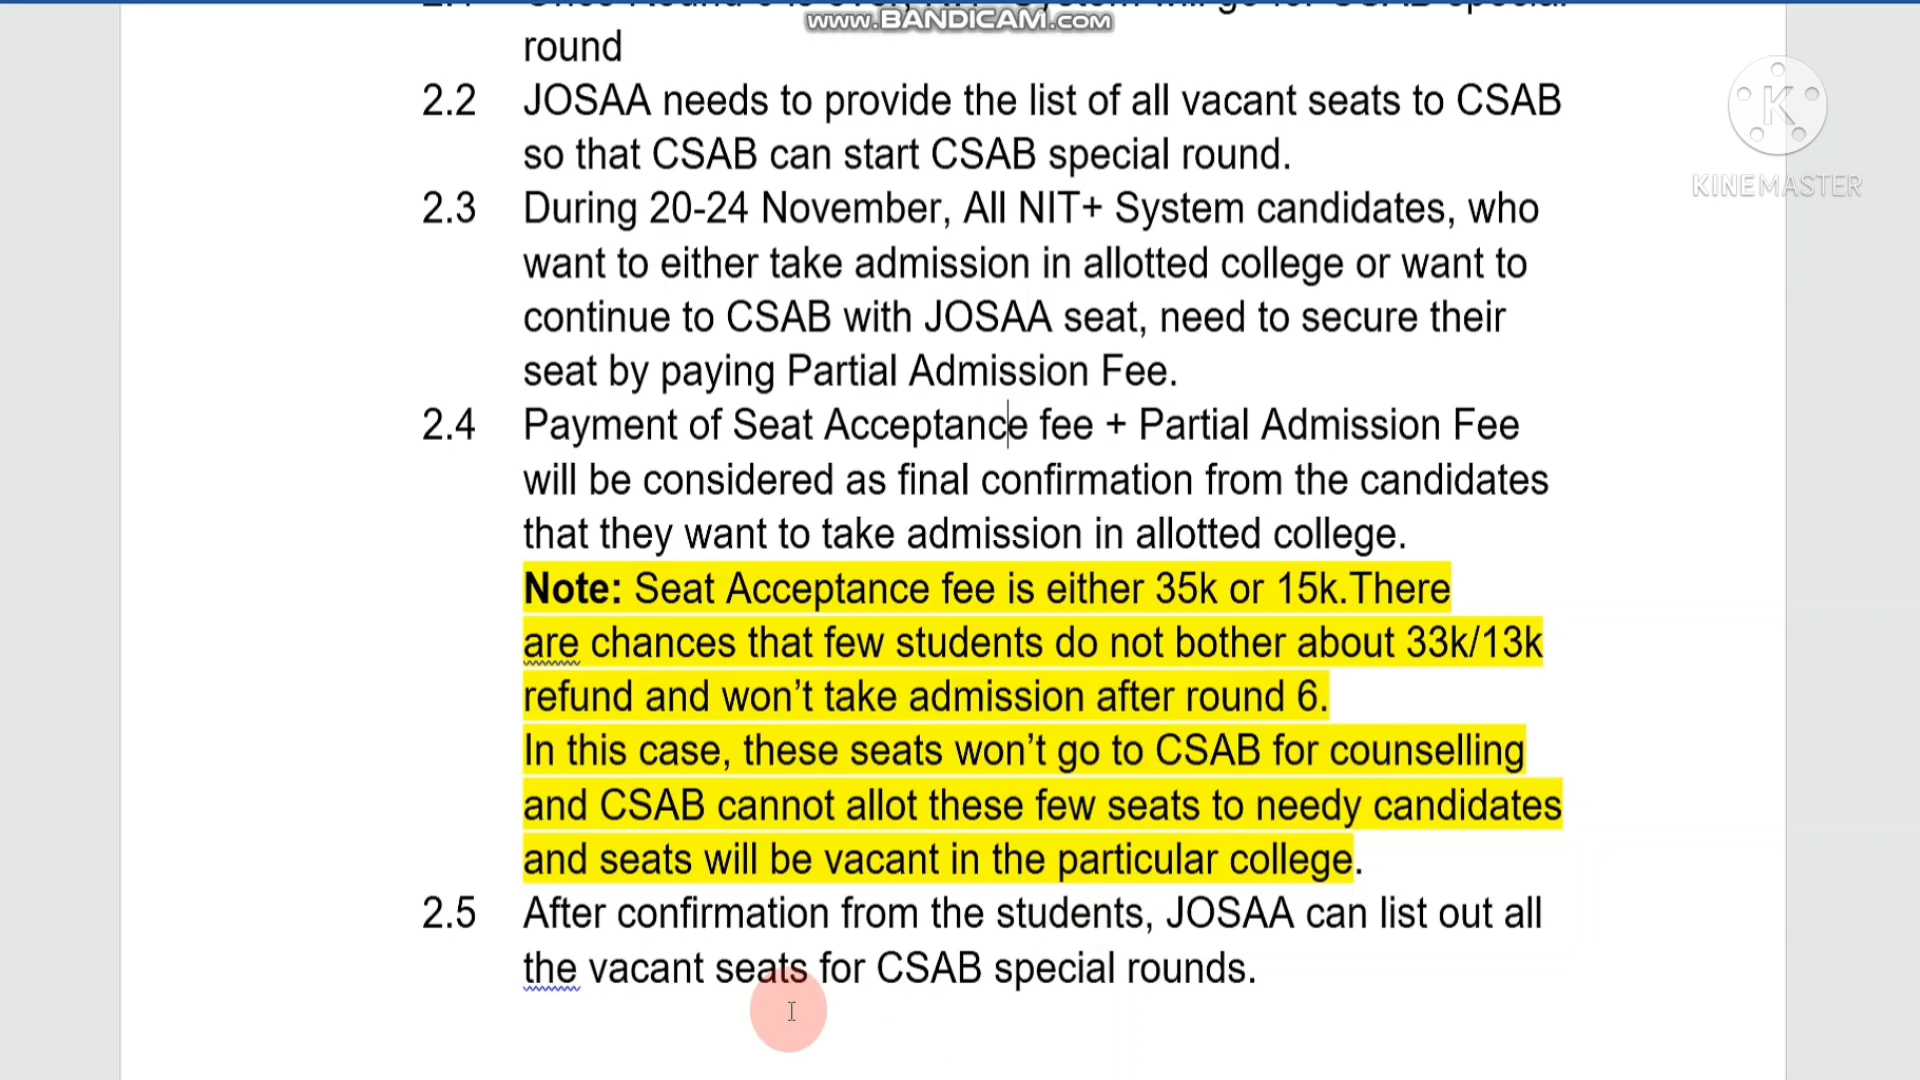 www.BANDICAM.com
round
2.2 JOSAA needs to provide the list of all vacant seats to CSAB
so that CSAB can start CSAB special round.
KINEMASTER
2.3 During 20-24 November, All NIT+ System candidates, who
want to either take admission in allotted college or want to
continue to CSAB with JOSAA seat, need to secure their
seat by paying Partial Admission Fee.
2.4 Payment of Seat Acceptance fee + Partial Admission Fee
will be considered as final confirmation from the candidates
that they want to take admission in allotted college.
Note: Seat Acceptance fee is either 35k or 15k.There
are chances that few students do not bother about 33k/13k
refund and won’t take admission after round 6.
In this case, these seats won’t go to CSAB for counselling
and CSAB cannot allot these few seats to needy candidates
and seats will be vacant in the particular college.
2.5 After confirmation from the students, JOSAA can list out all
the vacant seats for CSAB special rounds.